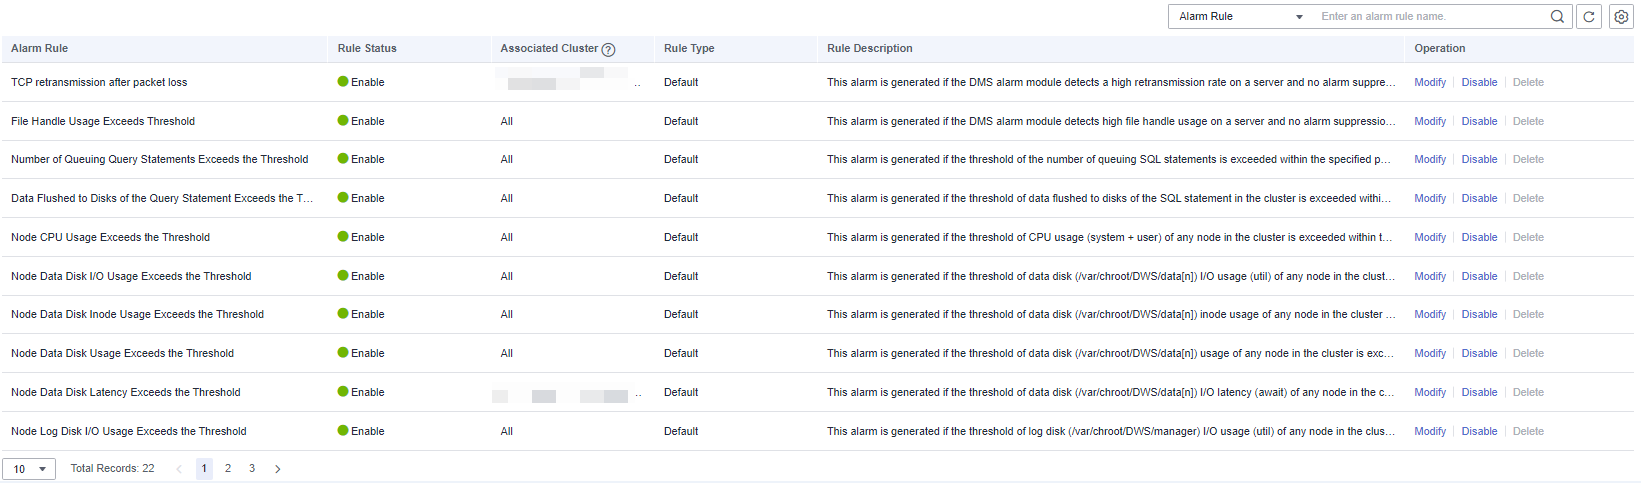 Alarm Rule Enter an alarm rule name.
Alarm Rule Rule Status Associated Cluster ? Rule Type Rule Description Operation
TCP retransmission after packet loss Enable .. Default This alarm is generated if the DMS alarm module detects a high retransmission rate on a server and no alarm suppre... Modify Disable Delete
File Handle Usage Exceeds Threshold Enable All Default This alarm is generated if the DMS alarm module detects high file handle usage on a server and no alarm suppressio... Modify Disable Delete
Number of Queuing Query Statements Exceeds the Threshold Enable All Default This alarm is generated if the threshold of the number of queuing SQL statements is exceeded within the specified p... Modify Disable Delete
Data Flushed to Disks of the Query Statement Exceeds the T... Enable All Default This alarm is generated if the threshold of data flushed to disks of the SQL statement in the cluster is exceeded withi... Modify Disable Delete
Node CPU Usage Exceeds the Threshold Enable All Default This alarm is generated if the threshold of CPU usage (system + user) of any node in the cluster is exceeded within t... Modify Disable Delete
Node Data Disk I/O Usage Exceeds the Threshold Enable All Default This alarm is generated if the threshold of data disk (/var/chroot/DWS/data[n]) I/O usage (util) of any node in the clust... Modify Disable Delete
Node Data Disk Inode Usage Exceeds the Threshold Enable All Default This alarm is generated if the threshold of data disk (/var/chroot/DWS/data[n]) inode usage of any node in the cluster ... Modify Disable Delete
Node Data Disk Usage Exceeds the Threshold Enable All Default This alarm is generated if the threshold of data disk (/var/chroot/DWS/data[n]) usage of any node in the cluster is exc... Modify Disable Delete
Node Data Disk Latency Exceeds the Threshold Enable .. Default This alarm is generated if the threshold of data disk (/var/chroot/DWS/data[n]) I/O latency (await) of any node in the c... Modify Disable Delete
Node Log Disk I/O Usage Exceeds the Threshold Enable All Default This alarm is generated if the threshold of log disk (/var/chroot/DWS/manager) I/O usage (util) of any node in the clus... Modify Disable Delete
10 Total Records: 22 < 1 2 3 >